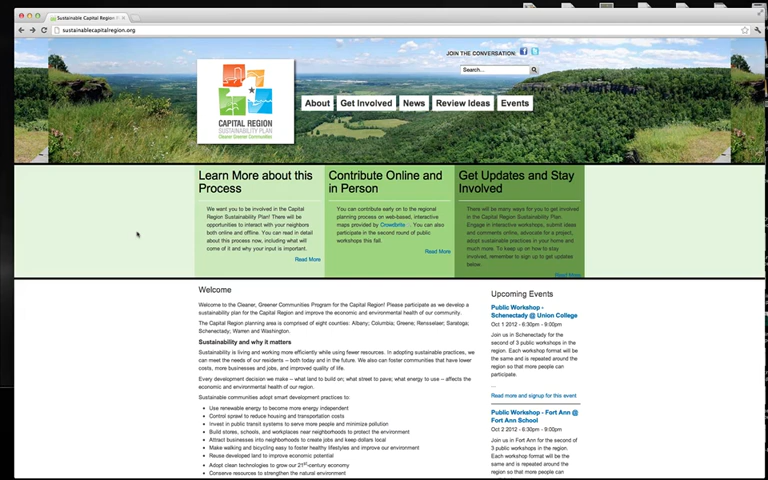 Sustainable Capital Region P
sustainablecapitalregion.org
JOIN THE CONVERSATION:
Search...
CAPITAL REGION
SUSTAINABILITY PLAN
Cleaner Greener Communities
About
Get Involved
News
Review Ideas
Events
Learn More about this
Process
We want you to be involved in the Capital
Region Sustainability Plan! There will be
opportunities to interact with your neighbors
both online and offline. You can read in detail
about this process now, including what will
come of it and why your input is important.
Read More
Contribute Online and
in Person
You can contribute early on to the regional
planning process on web-based, interactive
maps provided by Crowdbrite . You can also
participate in the second round of public
workshops this fall.
Read More
Get Updates and Stay
Involved
There will be many ways for you to get involved
in the Capital Region Sustainability Plan.
Engage in interactive workshops, submit ideas
and comments online, advocate for a project,
adopt sustainable practices in your home and
much more. To keep up on how to stay
involved, remember to sign up to get updates
below.
Read More
Welcome
Welcome to the Cleaner, Greener Communities Program for the Capital Region! Please participate as we develop a
sustainability plan for the Capital Region and improve the economic and environmental health of our community.
The Capital Region planning area is comprised of eight counties: Albany; Columbia; Greene; Rensselaer; Saratoga;
Schenectady; Warren and Washington.
Sustainability and why it matters
Sustainability is living and working more efficiently while using fewer resources. In adopting sustainable practices, we
can meet the needs of our residents – both today and in the future. We also can foster communities that have lower
costs, more businesses and jobs, and improved quality of life.
Every development decision we make – what land to build on; what street to pave; what energy to use – affects the
economic and environmental health of our region.
Sustainable communities adopt smart development practices to:
Use renewable energy to become more energy independent
Control sprawl to reduce housing and transportation costs
Invest in public transit systems to serve more people and minimize pollution
Build stores, schools, and workplaces near neighborhoods to protect the environment
Attract businesses into neighborhoods to create jobs and keep dollars local
Make walking and bicycling easy to foster healthy lifestyles and improve our environment
Reuse developed land to improve economic potential
Adopt clean technologies to grow our 21st-century economy
Conserve resources to strengthen the natural environment
Upcoming Events
Public Workshop -
Schenectady @ Union College
Oct 1 2012 - 6:30pm - 9:00pm
Join us in Schenectady for the
second of 3 public workshops in the
region. Each workshop format will be
the same and is repeated around the
region so that more people can
participate.
...
Read more and signup for this event
Public Workshop - Fort Ann @
Fort Ann School
Oct 2 2012 - 6:30pm - 9:00pm
Join us in Fort Ann for the second of
3 public workshops in the region.
Each workshop format will be the
same and is repeated around the
region so that more people can